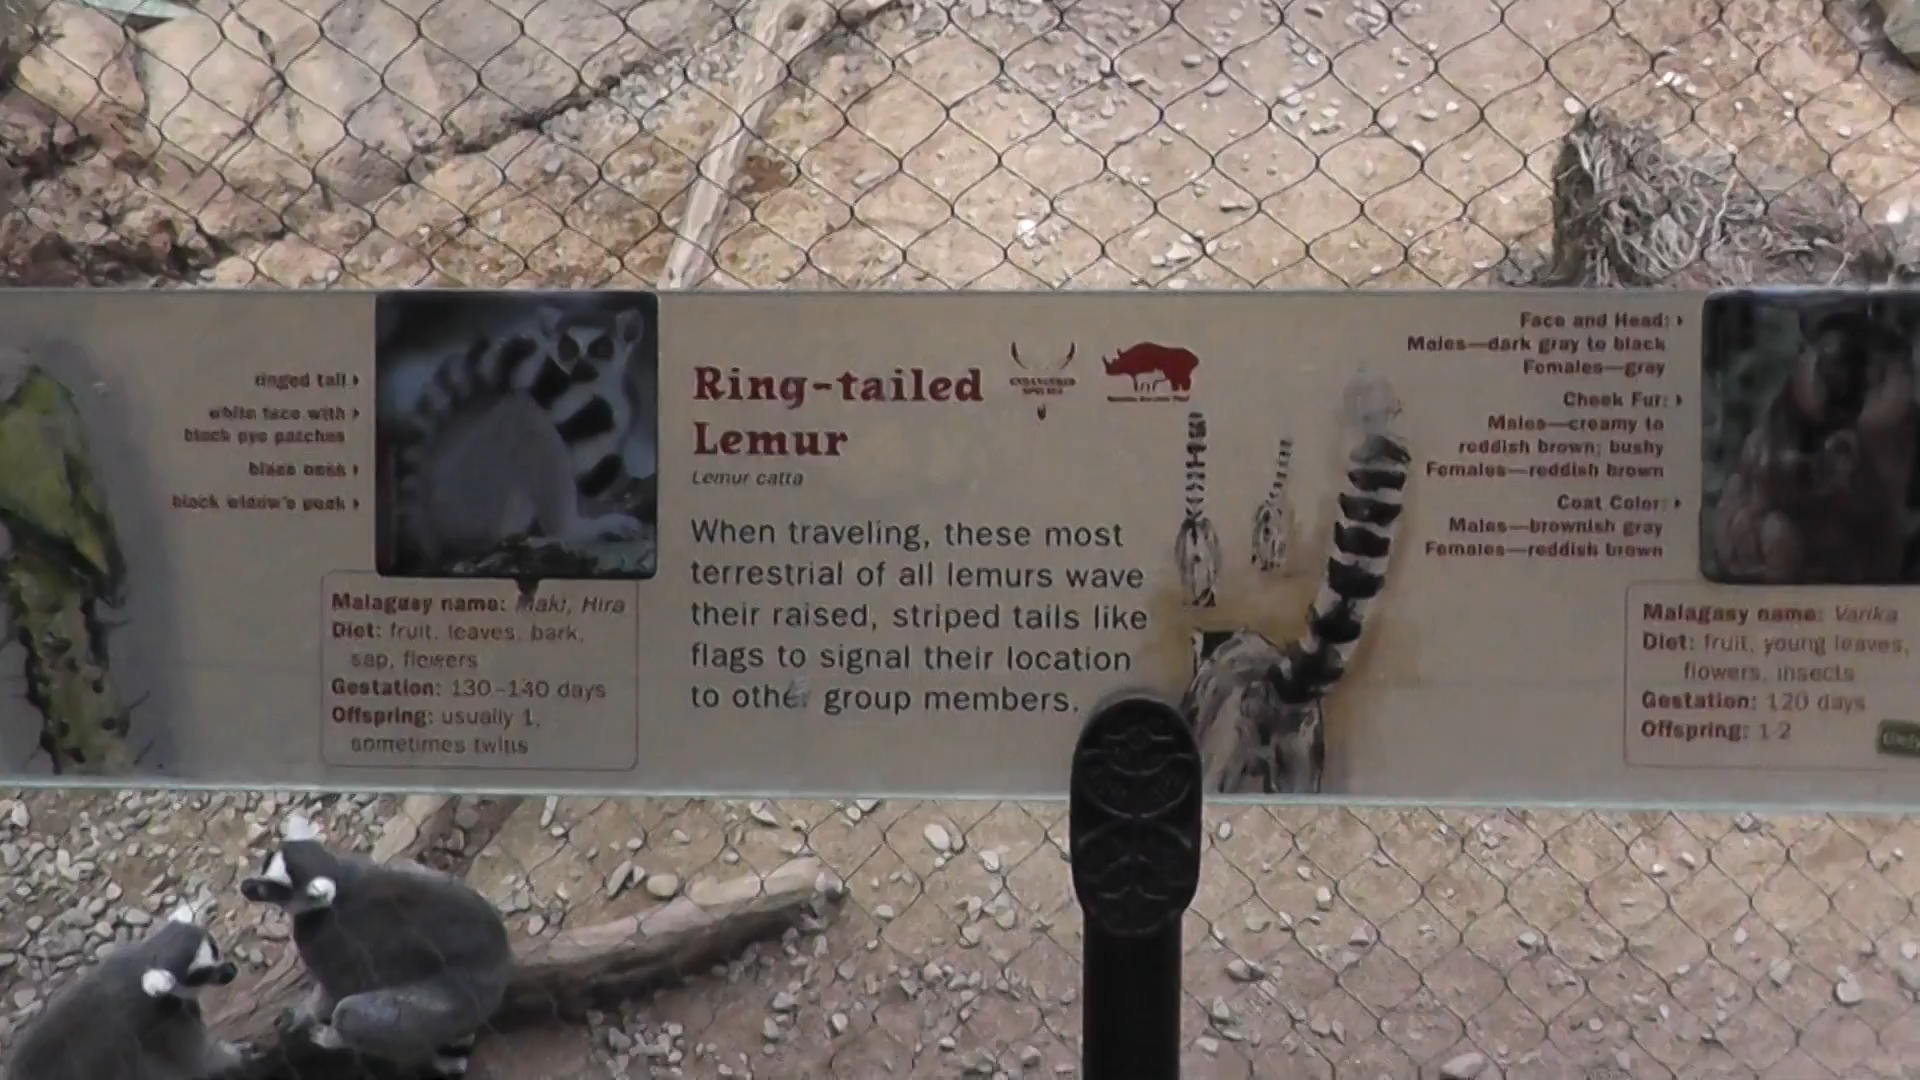 ringed tail
white face with
black eye patches
black nose
black widow's peak
Malagasy name: Maki, Hira
Diet: fruit, leaves, bark,
sap, flowers
Gestation: 130-140 days
Offspring: usually 1,
sometimes twins
Ring-tailed
Lemur
Lemur catta
ENDANGERED
SPECIES
When traveling, these most
terrestrial of all lemurs wave
their raised, striped tails like
flags to signal their location
to other group members.
Face and Head:
Males—dark gray to black
Females—gray
Cheek Fur:
Males—creamy to
reddish brown; bushy
Females—reddish brown
Coat Color:
Males—brownish gray
Females—reddish brown
Malagasy name: Varika
Diet: fruit, young leaves,
flowers, insects
Gestation: 120 days
Offspring: 1-2